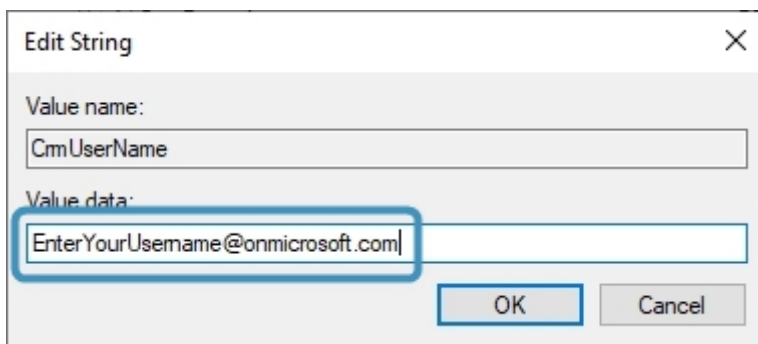 Edit String
Value name:
CrmUserName
Value data:
EnterYourUsername@onmicrosoft.com
OK Cancel